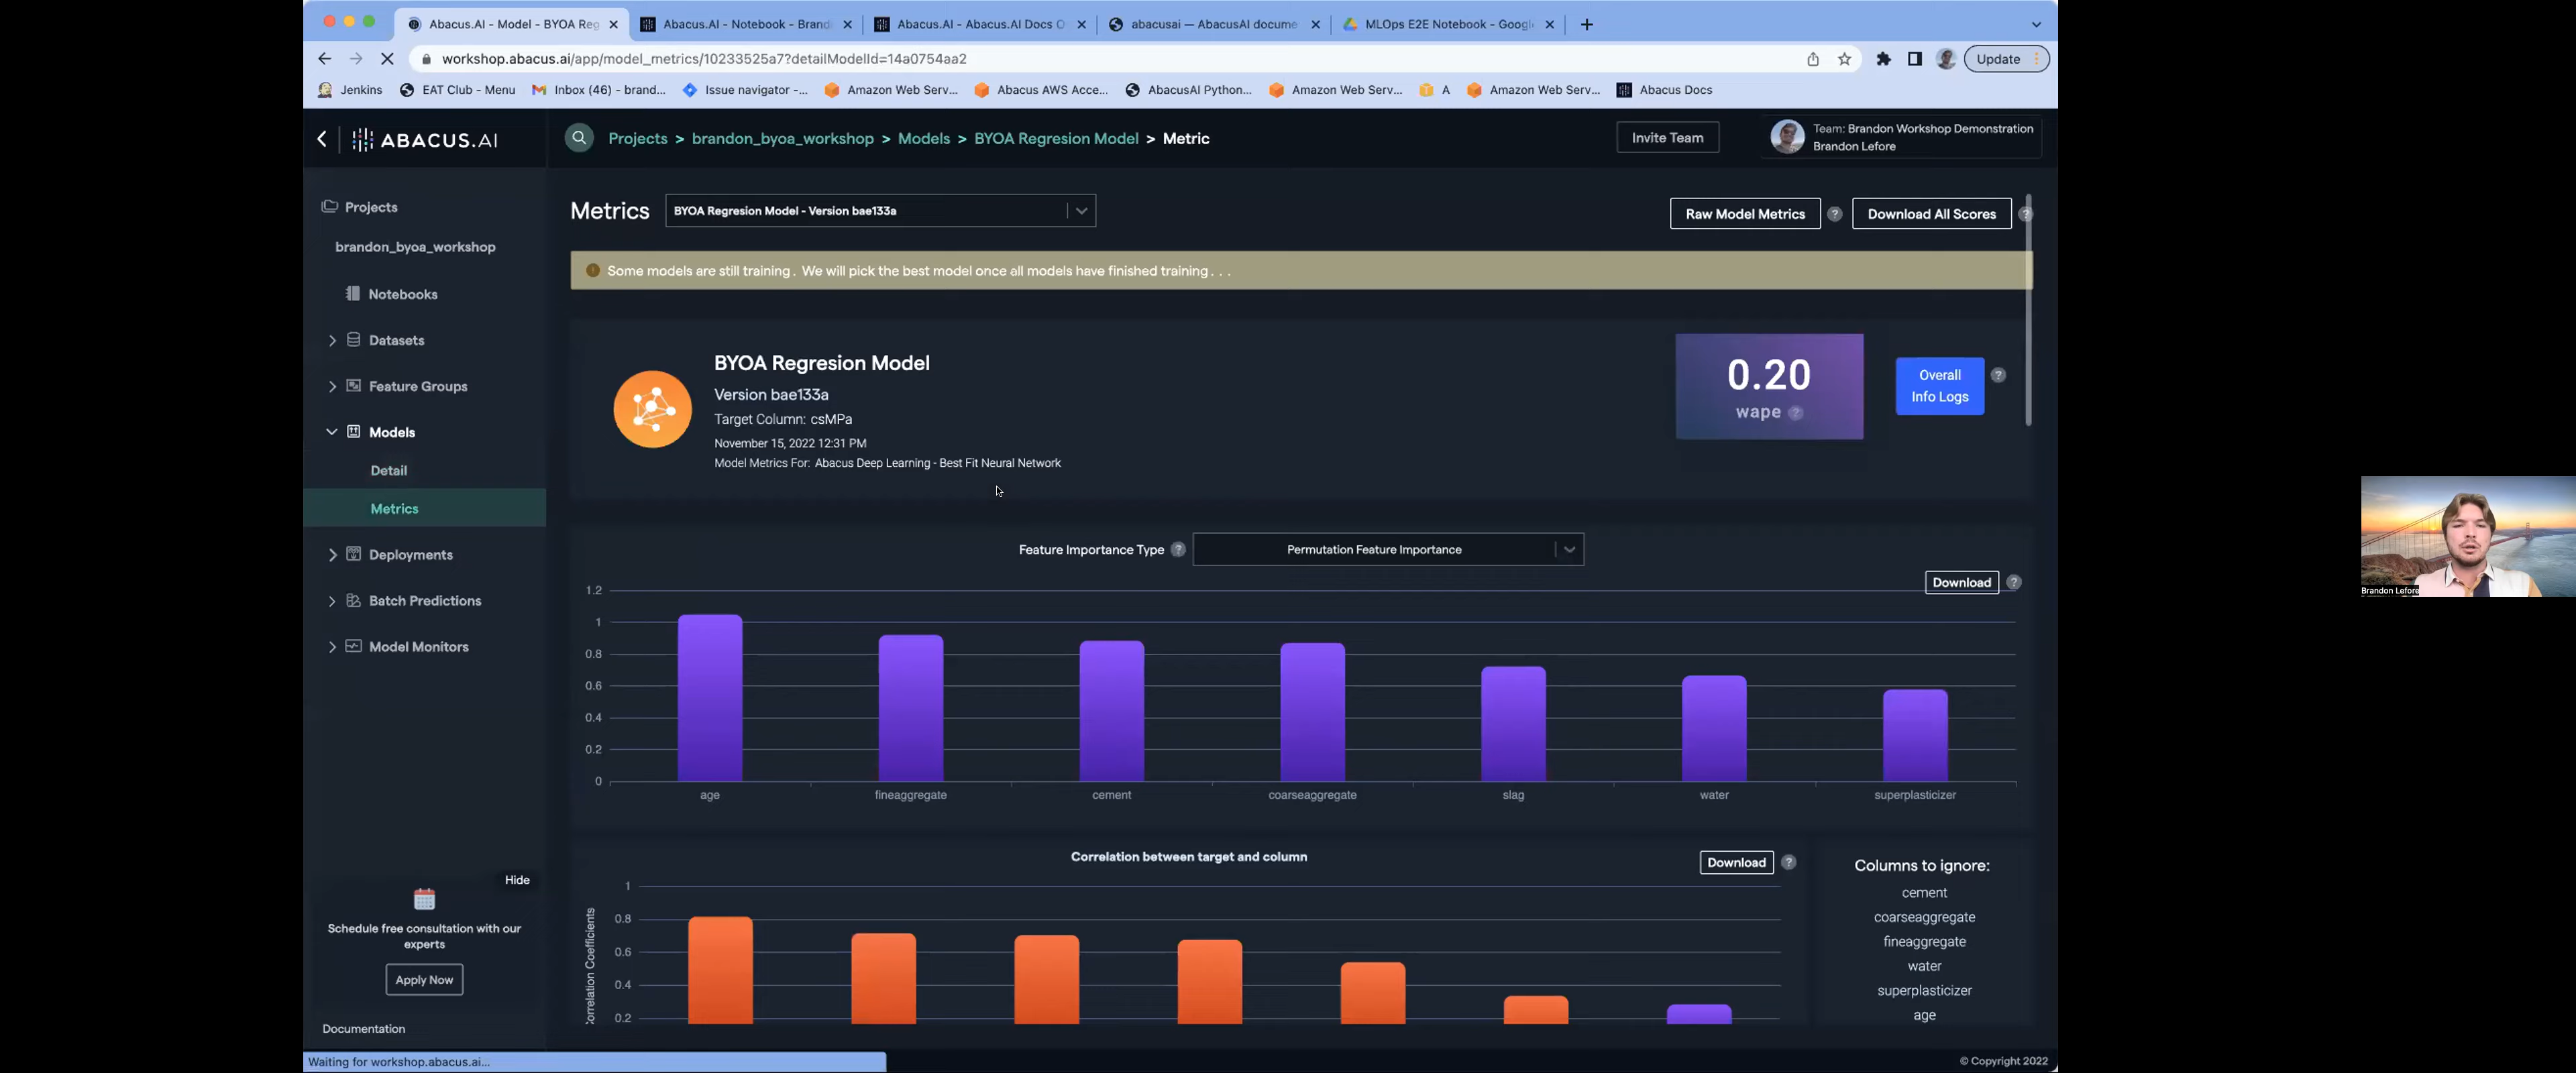 Abacus.AI - Model - BYOA Reg
Abacus.AI - Notebook - Brand
Abacus.AI - Abacus.AI Docs O
abacusai — AbacusAI docume
MLOps E2E Notebook - Googl
workshop.abacus.ai/app/model_metrics/10233525a7?detailModelId=14a0754aa2
Update
Jenkins
EAT Club - Menu
Inbox (46) - brand...
Issue navigator -...
Amazon Web Serv...
Abacus AWS Acce...
AbacusAI Python...
Amazon Web Serv...
A
Amazon Web Serv...
Abacus Docs
ABACUS.AI
Projects > brandon_byoa_workshop > Models > BYOA Regresion Model > Metric
Invite Team
Team: Brandon Workshop Demonstration
Brandon Lefore
Projects
brandon_byoa_workshop
Notebooks
Datasets
Feature Groups
Models
Detail
Metrics
Deployments
Batch Predictions
Model Monitors
Hide
Schedule free consultation with our
experts
Apply Now
Documentation
Metrics
BYOA Regresion Model - Version bae133a
Raw Model Metrics ?
Download All Scores ?
Some models are still training. We will pick the best model once all models have finished training. . .
BYOA Regresion Model
Version bae133a
Target Column: csMPa
November 15, 2022 12:31 PM
Model Metrics For: Abacus Deep Learning - Best Fit Neural Network
0.20
wape ?
Overall
Info Logs
?
Feature Importance Type ? Permutation Feature Importance
Download ?
1.2
1
0.8
0.6
0.4
0.2
0
age fineaggregate cement coarseaggregate slag water superplasticizer
Correlation between target and column
Download ?
orrelation Coefficients
1
0.8
0.6
0.4
0.2
Columns to ignore:
cement
coarseaggregate
fineaggregate
water
superplasticizer
age
Waiting for workshop.abacus.ai...
© Copyright 2022
Brandon Lefore